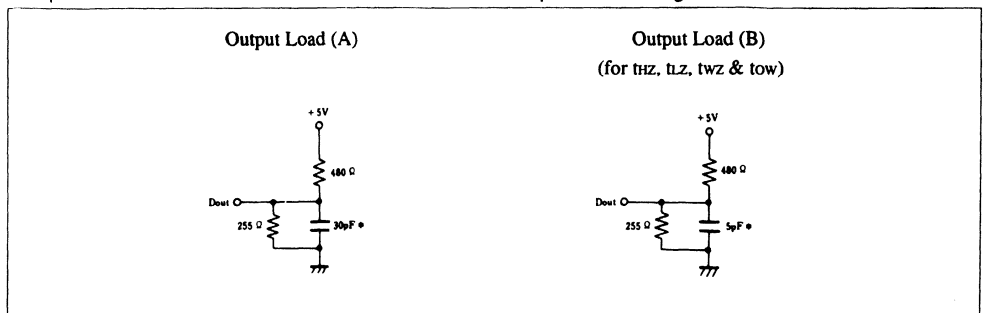 Output Load (A)
+5V
480 Ω
Dout
255 Ω
30pF *
Output Load (B)
(for tHZ, tLZ, tWZ & tOW)
+5V
480 Ω
Dout
255 Ω
5pF *